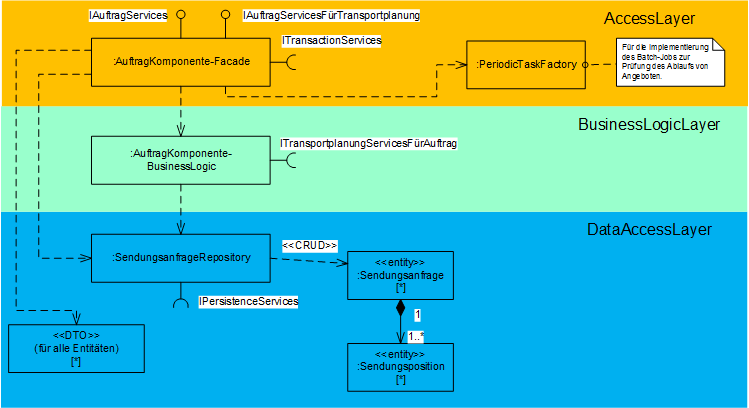 IAuftragServices
IAuftragServicesFürTransportplanung
AccessLayer
ITransactionServices
:AuftragKomponente-Facade
:PeriodicTaskFactory
Für die Implementierung
des Batch-Jobs zur
Prüfung des Ablaufs von
Angeboten.
BusinessLogicLayer
ITransportplanungServicesFürAuftrag
:AuftragKomponente-
BusinessLogic
DataAccessLayer
<<CRUD>>
:SendungsanfrageRepository
<<entity>>
:Sendungsanfrage
[*]
IPersistenceServices
1
<<DTO>>
(für alle Entitäten)
[*]
1..*
<<entity>>
:Sendungsposition
[*]